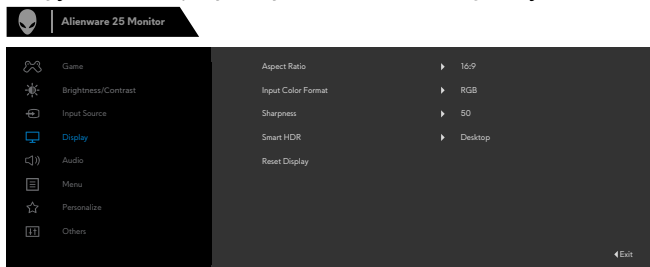 Alienware 25 Monitor
Game
Brightness/Contrast
Input Source
Display
Audio
Menu
Personalize
Others
Aspect Ratio 16:9
Input Color Format RGB
Sharpness 50
Smart HDR Desktop
Reset Display
Exit